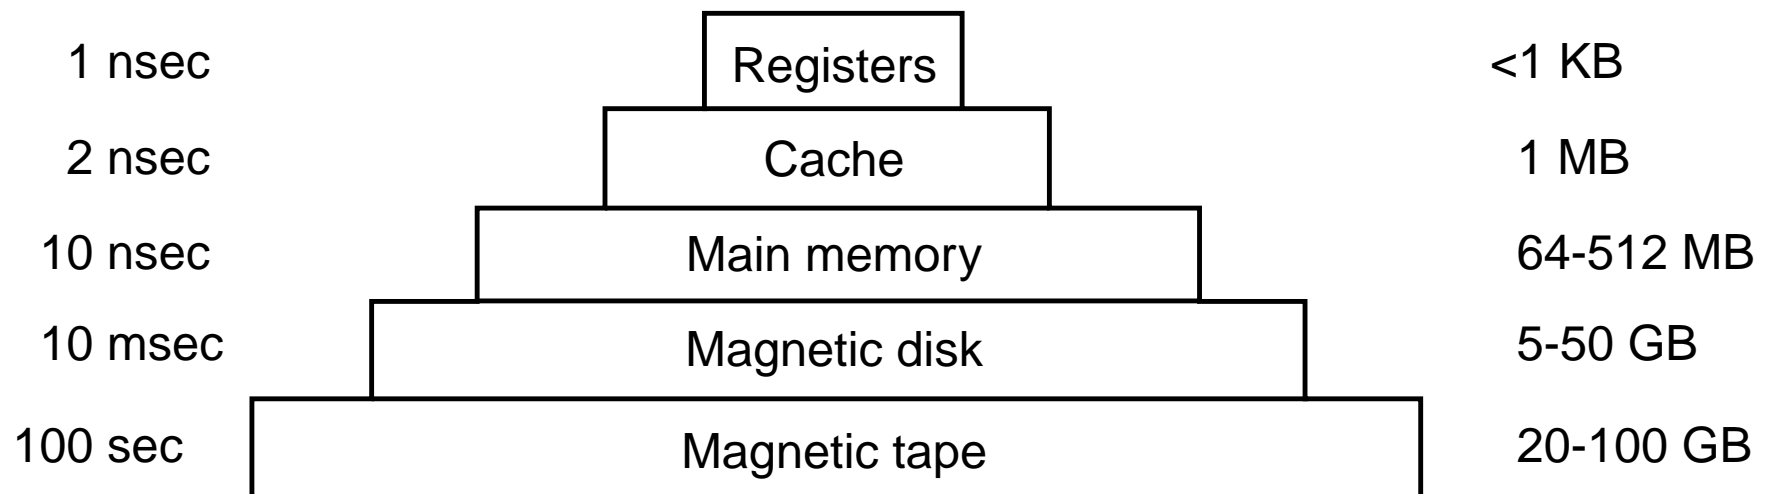 1 nsec Registers <1 KB
2 nsec Cache 1 MB
10 nsec Main memory 64-512 MB
10 msec Magnetic disk 5-50 GB
100 sec Magnetic tape 20-100 GB